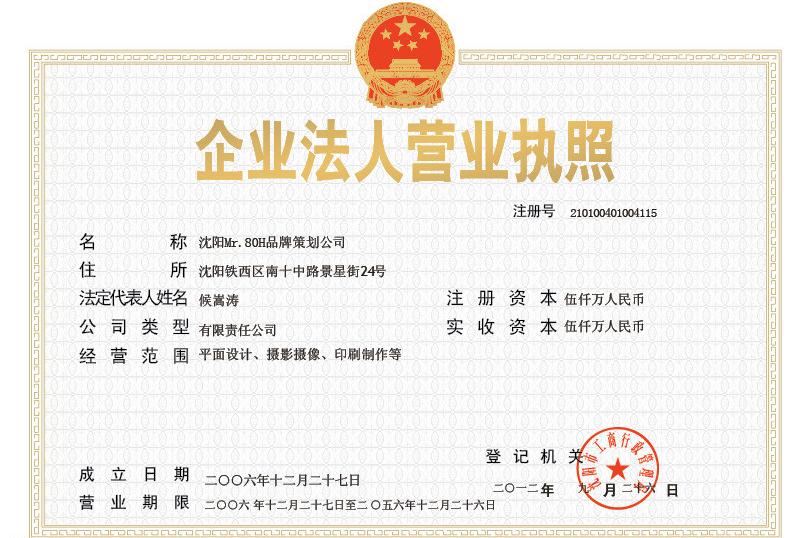 企业法人营业执照
注册号 210100401004115
名称 沈阳Mr.80H品牌策划公司
住所 沈阳铁西区南十中路景星街24号
法定代表人姓名 候嵩涛 注册资本 伍仟万人民币
公司类型 有限责任公司 实收资本 伍仟万人民币
经营范围 平面设计、摄影摄像、印刷制作等
登记机关
沈阳市工商行政管理局
成立日期 二〇〇六年十二月二十七日
二〇一二年 九月二十六日
营业期限 二〇〇六年十二月二十七日至二〇五六年十二月二十六日